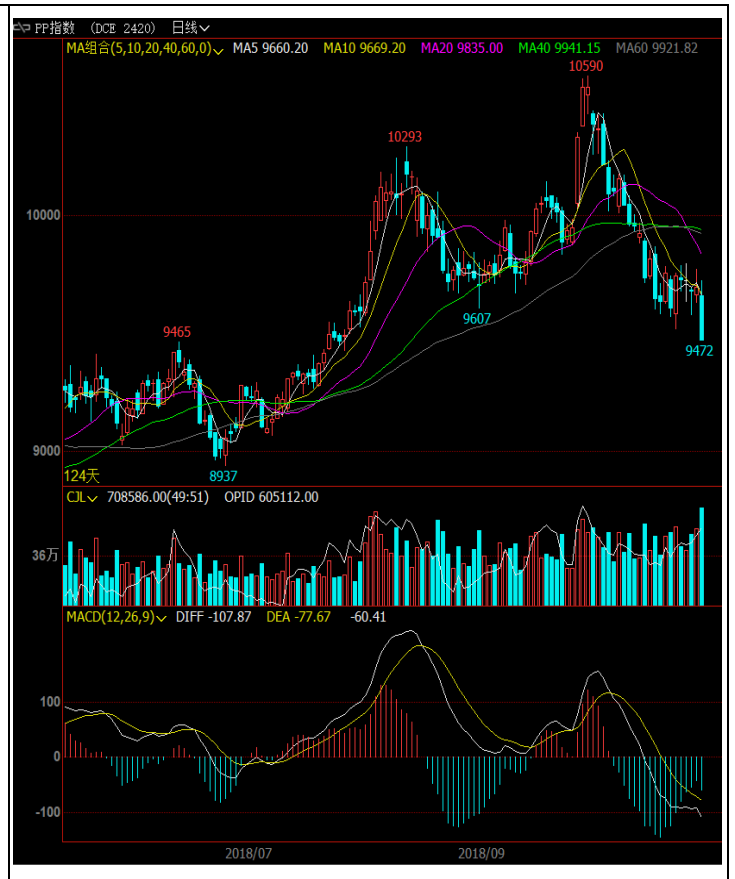 PP指数 (DCE 2420) 日线
MA组合(5,10,20,40,60,0) MA5 9660.20 MA10 9669.20 MA20 9835.00 MA40 9941.15 MA60 9921.82
10590
10293
10000
9607
9465
9472
9000
124天
8937
CJL 708586.00(49:51) OPID 605112.00
36万
MACD(12,26,9) DIFF -107.87 DEA -77.67 -60.41
100
0
-100
2018/07 2018/09